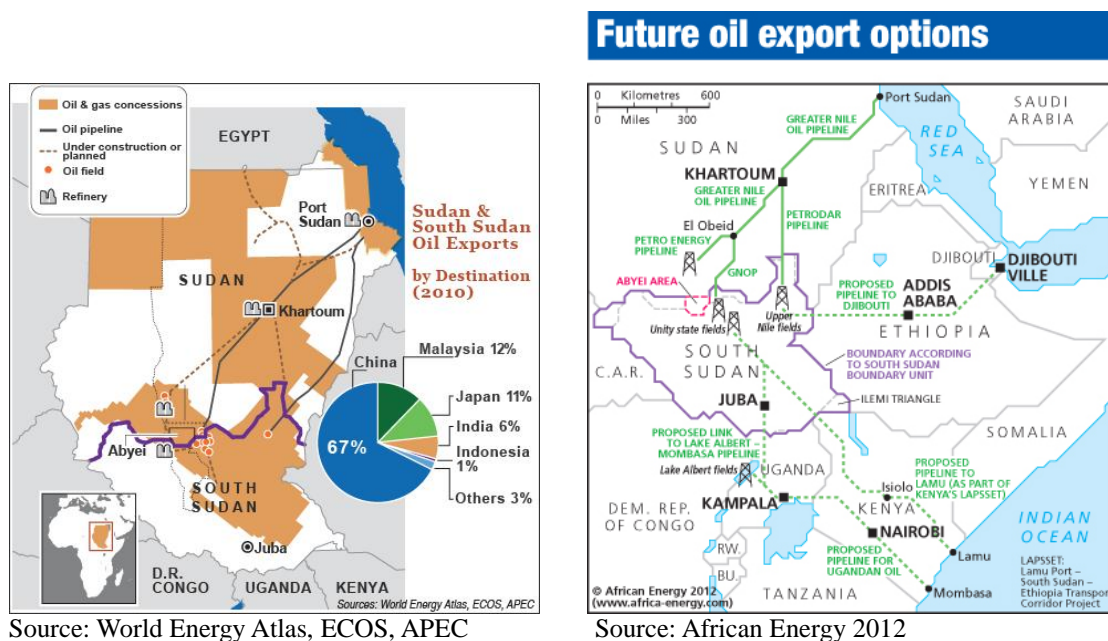 Future oil export options
Oil & gas concessions
Oil pipeline
Under construction or
planned
Oil field
Refinery
EGYPT
Port
Sudan
SUDAN
Khartoum
Abyei
SOUTH
SUDAN
Juba
D.R.
CONGO
UGANDA
KENYA
Sudan &
South Sudan
Oil Exports
by Destination
(2010)
China
67%
Malaysia 12%
Japan 11%
India 6%
Indonesia
1%
Others 3%
Sources: World Energy Atlas, ECOS, APEC
Source: World Energy Atlas, ECOS, APEC
0 Kilometres 600
0 Miles 300
Port Sudan
SAUDI
ARABIA
GREATER NILE
OIL PIPELINE
RED
SEA
SUDAN
KHARTOUM
GREATER NILE
OIL PIPELINE
ERITREA
YEMEN
El Obeid
PETRODAR
PIPELINE
PETRO ENERGY
PIPELINE
GNOP
DJIBOUTI
DJIBOUTI
VILLE
ABYEI AREA
PROPOSED
PIPELINE TO
DJIBOUTI
ADDIS
ABABA
Unity state fields
Upper
Nile fields
ETHIOPIA
SOUTH
SUDAN
BOUNDARY ACCORDING
TO SOUTH SUDAN
BOUNDARY UNIT
C.A.R.
JUBA
ILEMI TRIANGLE
SOMALIA
PROPOSED LINK
TO LAKE ALBERT
MOMBASA PIPELINE
Lake Albert fields
UGANDA
PROPOSED
PIPELINE TO
LAMU (AS PART OF
KENYA'S LAPSSET)
Isiolo
KAMPALA
KENYA
DEM. REP.
OF CONGO
NAIROBI
INDIAN
OCEAN
RW.
BU.
PROPOSED
PIPELINE FOR
UGANDAN OIL
Lamu
LAPSSET:
Lamu Port –
South Sudan –
Ethiopia Transport
Corridor Project
TANZANIA
Mombasa
© African Energy 2012
(www.africa-energy.com)
Source: African Energy 2012